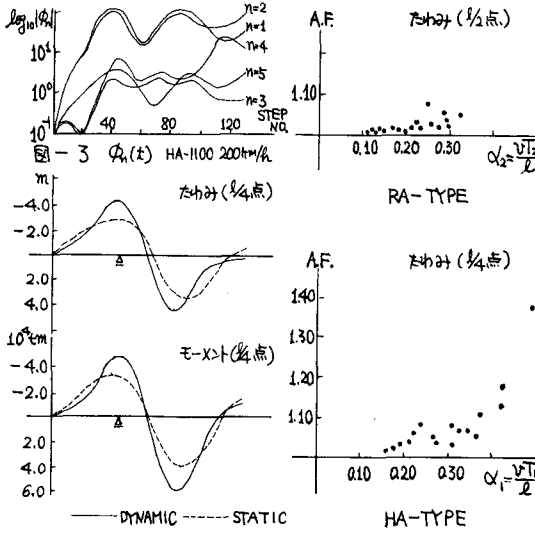 log₁₀|Φn|
10²
10¹
10⁰
10⁻¹
n=2
n=1
n=4
n=5
n=3
40 80 120 STEP NO.
図-3 Φn(t) HA-1100 200km/h
m
たわみ(l/4点)
-4.0
-2.0
2.0
4.0
10⁴tm
モーメント(l/4点)
-4.0
-2.0
2.0
4.0
6.0
DYNAMIC STATIC
A.F. たわみ(l/2点)
1.10
0.10 0.20 0.30 α₂=vT₂/l
RA-TYPE
A.F. たわみ(l/4点)
1.40
1.30
1.20
1.10
0.10 0.20 0.30 α₁=vT₁/l
HA-TYPE